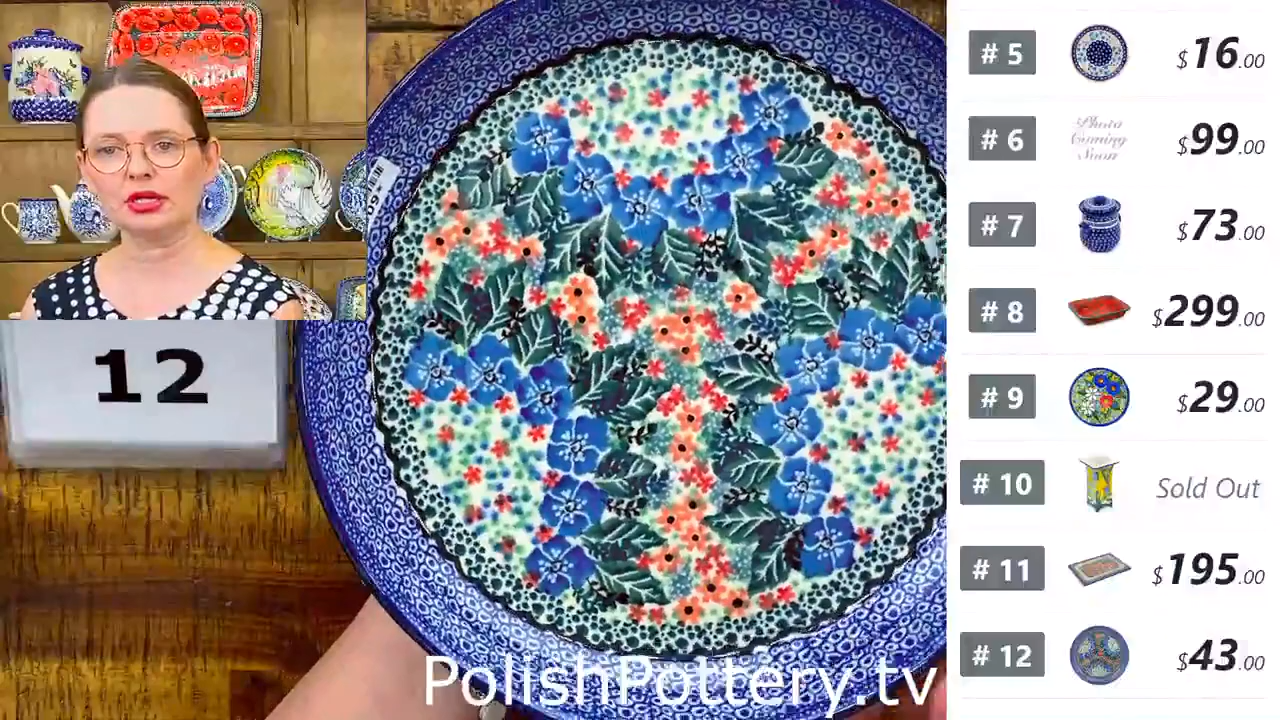 12
PolishPottery.tv
# 5 $16.00
# 6 Photo Coming Soon $99.00
# 7 $73.00
# 8 $299.00
# 9 $29.00
# 10 Sold Out
# 11 $195.00
# 12 $43.00